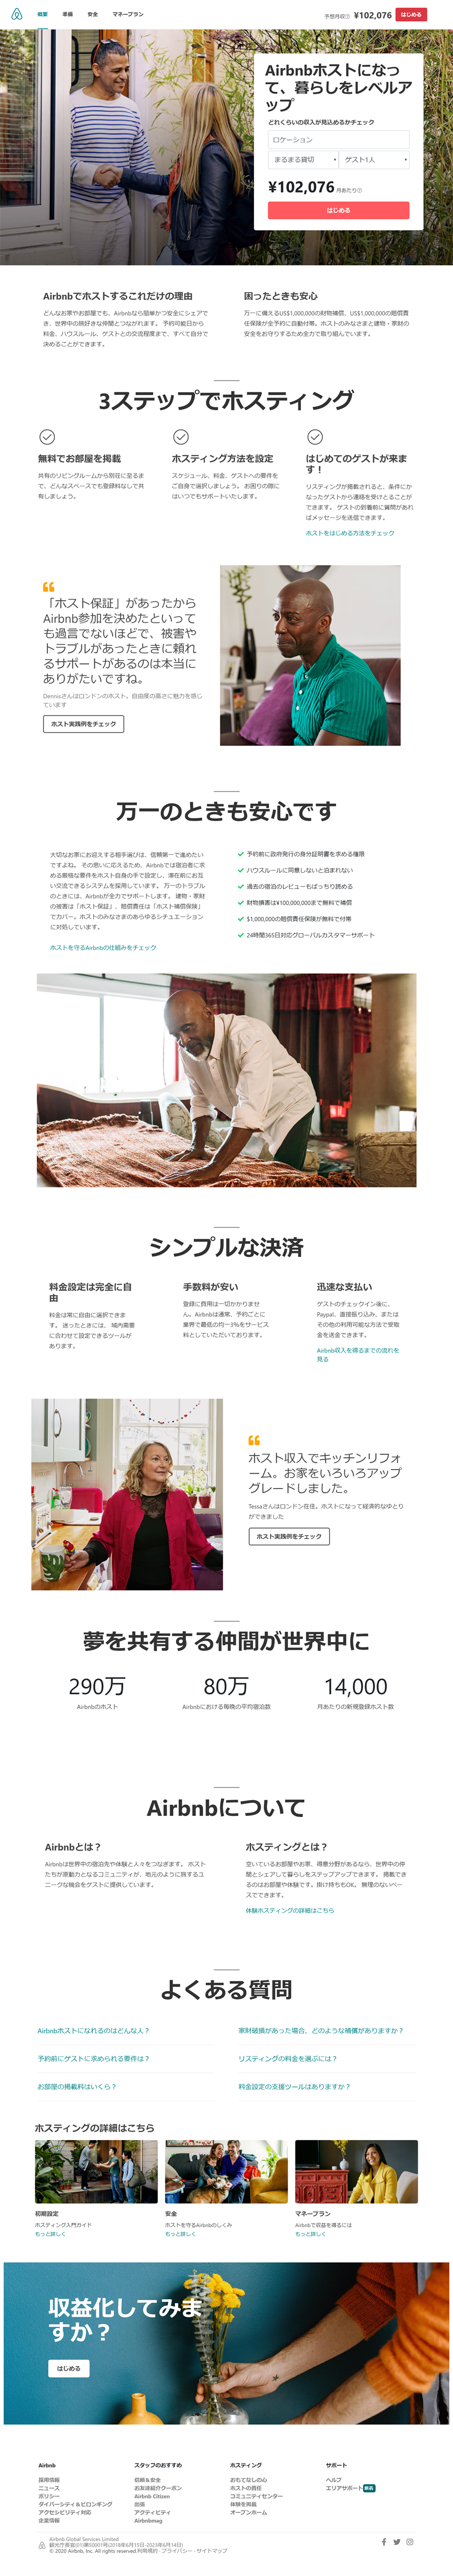 概要
準備
安全
マネープラン
予想月収? ¥102,076
はじめる
Airbnbホストになっ
て、暮らしをレベルア
ップ
どれくらいの収入が見込めるかチェック
ロケーション
まるまる貸切
ゲスト1人
¥102,076 月あたり?
はじめる
Airbnbでホストするこれだけの理由
どんなお家やお部屋でも、Airbnbなら簡単かつ安全にシェアで
き、世界中の旅好きな仲間とつながれます。 予約可能日から
料金、ハウスルール、ゲストとの交流程度まで、すべて自分で
決めることができます。
困ったときも安心
万一に備えるUS$1,000,000の財物補償、US$1,000,000の賠償責
任保険が全予約に自動付帯。ホストのみなさまと建物・家財の
安全をお守りするため全力で取り組んでいます。
3ステップでホスティング
無料でお部屋を掲載
共有のリビングルームから別荘に至るま
で、どんなスペースでも登録料なしで共
有しましょう。
ホスティング方法を設定
スケジュール、料金、ゲストへの要件を
ご自身で選択しましょう。 お困りの際に
はいつでもサポートいたします。
はじめてのゲストが来ま
す！
リスティングが掲載されると、条件にか
なったゲストから連絡を受けとることが
できます。 ゲストの到着前に質問があれ
ばメッセージを送信できます。
ホストをはじめる方法をチェック
「ホスト保証」があったから
Airbnb参加を決めたといって
も過言でないほどで、被害や
トラブルがあったときに頼れ
るサポートがあるのは本当に
ありがたいですね。
Dennisさんはロンドンのホスト。自由度の高さに魅力を感じ
ています
ホスト実践例をチェック
万一のときも安心です
大切なお家にお迎えする相手選びは、信頼第一で進めたい
ですよね。 その思いに応えるため、Airbnbでは宿泊者に求
める厳格な要件をホスト自身の手で設定し、滞在前にお互
い交流できるシステムを採用しています。 万一のトラブル
のときには、Airbnbが全力でサポートします。 建物・家財
の被害は「ホスト保証」、賠償責任は「ホスト補償保険」
でカバー。ホストのみなさまのあらゆるシチュエーション
に対処しています。
ホストを守るAirbnbの仕組みをチェック
予約前に政府発行の身分証明書を求める権限
ハウスルールに同意しないと泊まれない
過去の宿泊のレビューもばっちり読める
財物損害は¥100,000,000まで無料で補償
$1,000,000の賠償責任保険が無料で付帯
24時間365日対応グローバルカスタマーサポート
シンプルな決済
料金設定は完全に自
由
料金は常に自由に選択できま
す。 迷ったときには、 域内需要
に合わせて設定できるツールが
あります。
手数料が安い
登録に費用は一切かかりませ
ん。Airbnbは通常、予約ごとに
業界で最低の均一3%をサービス
料としていただいております。
迅速な支払い
ゲストのチェックイン後に、
Paypal、直接振り込み、または
その他の利用可能な方法で受取
金を送金できます。
Airbnb収入を得るまでの流れを
見る
ホスト収入でキッチンリフォ
ーム。お家をいろいろアップ
グレードしました。
Tessaさんはロンドン在住。ホストになって経済的なゆとり
ができました
ホスト実践例をチェック
夢を共有する仲間が世界中に
290万
Airbnbのホスト
80万
Airbnbにおける毎晩の平均宿泊数
14,000
月あたりの新規登録ホスト数
Airbnbについて
Airbnbとは？
Airbnbは世界中の宿泊先や体験と人々をつなぎます。 ホスト
たちが原動力となるコミュニティが、地元のように旅するユ
ニークな機会をゲストに提供しています。
ホスティングとは？
空いているお部屋やお家、得意分野があるなら、世界中の仲
間とシェアして暮らしをステップアップできます。 掲載でき
るのはお部屋や体験です。掛け持ちもOK。 無理のないペー
スでできます。
体験ホスティングの詳細はこちら
よくある質問
Airbnbホストになれるのはどんな人？
家財破損があった場合、どのような補償がありますか？
予約前にゲストに求められる要件は？
リスティングの料金を選ぶには？
お部屋の掲載料はいくら？
料金設定の支援ツールはありますか？
ホスティングの詳細はこちら
初期設定
ホスティング入門ガイド
もっと詳しく
安全
ホストを守るAirbnbのしくみ
もっと詳しく
マネープラン
Airbnbで収益を得るには
もっと詳しく
収益化してみま
すか？
はじめる
Airbnb
採用情報
ニュース
ポリシー
ダイバーシティ＆ビロンギング
アクセシビリティ対応
企業情報
スタッフのおすすめ
信頼＆安全
お友達紹介クーポン
Airbnb Citizen
出張
アクティビティ
Airbnbmag
ホスティング
おもてなしの心
ホストの責任
コミュニティセンター
体験を掲載
オープンホーム
サポート
ヘルプ
エリアサポート 新着
Airbnb Global Services Limited
観光庁長官(01)第S0001号(2018年6月15日-2023年6月14日)
© 2020 Airbnb, Inc. All rights reserved.利用規約 · プライバシー · サイトマップ